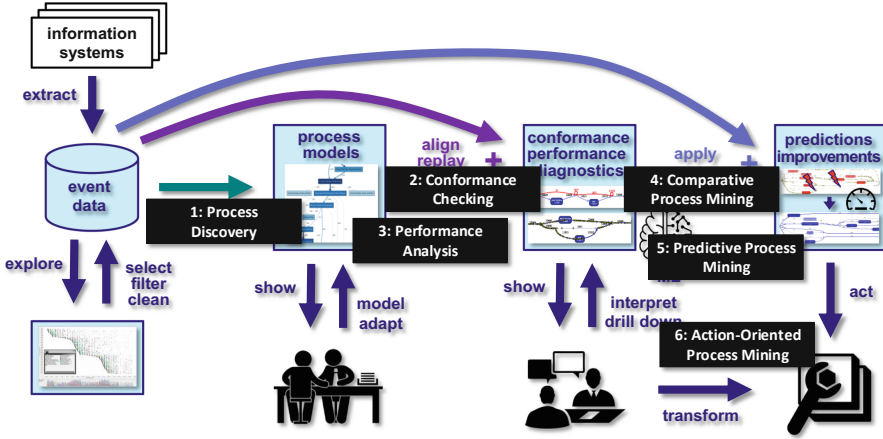 information
systems
extract
event
data
explore
select
filter
clean
process
models
1: Process
Discovery
show
model
adapt
align
replay
+
2: Conformance
Checking
3: Performance
Analysis
conformance
performance
diagnostics
show
interpret
drill down
apply
+
4: Comparative
Process Mining
5: Predictive Process
Mining
predictions
improvements
act
6: Action-Oriented
Process Mining
transform